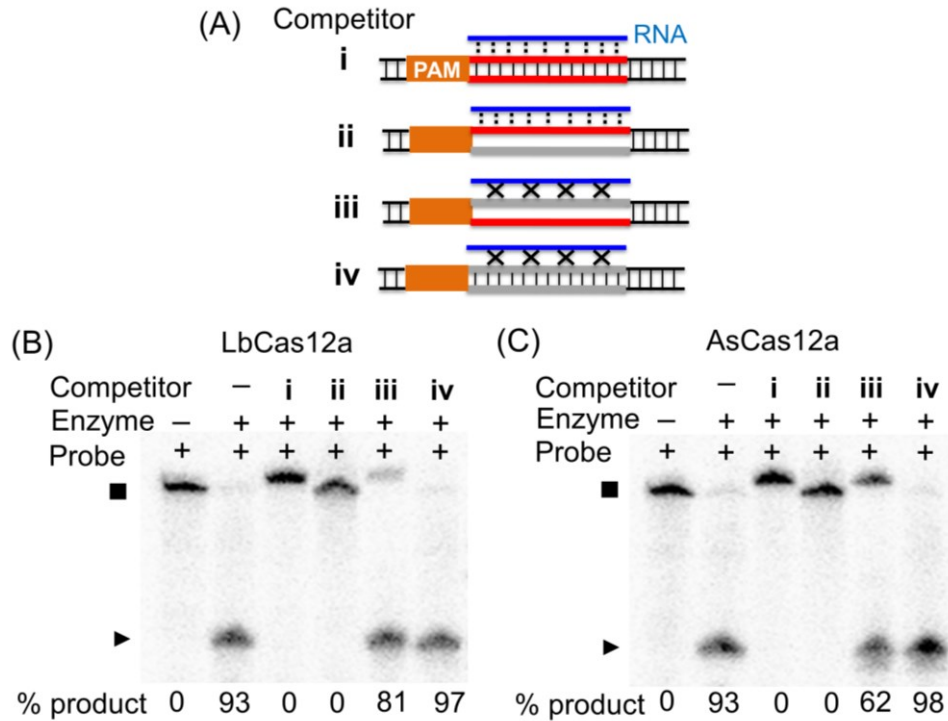 (A) Competitor
i RNA
PAM
ii
iii
iv
(B) LbCas12a
Competitor – i ii iii iv
Enzyme – + + + + +
Probe + + + + + +
% product 0 93 0 0 81 97
(C) AsCas12a
Competitor – i ii iii iv
Enzyme – + + + + +
Probe + + + + + +
% product 0 93 0 0 62 98